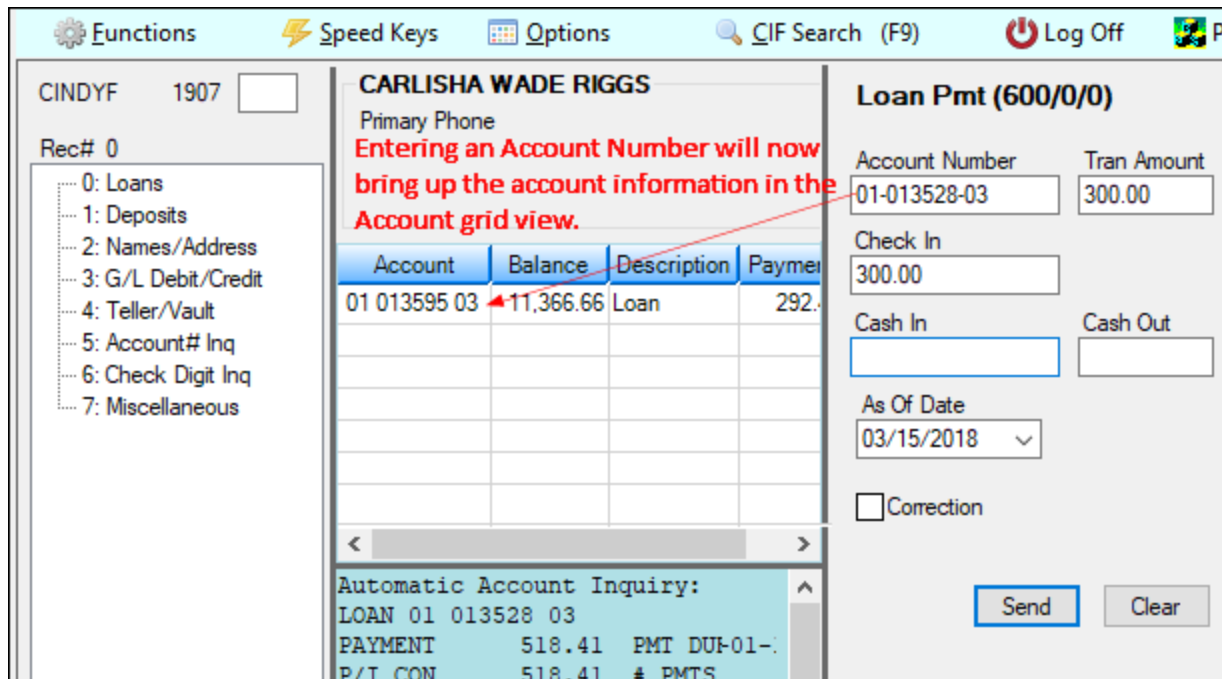 Functions Speed Keys Options CIF Search (F9) Log Off
CINDYF 1907
Rec# 0
0: Loans
1: Deposits
2: Names/Address
3: G/L Debit/Credit
4: Teller/Vault
5: Account# Inq
6: Check Digit Inq
7: Miscellaneous
CARLISHA WADE RIGGS
Primary Phone
Entering an Account Number will now
bring up the account information in the
Account grid view.
Account Balance Description Paymen
01 013595 03 11,366.66 Loan 292.
Automatic Account Inquiry:
LOAN 01 013528 03
PAYMENT 518.41 PMT 01-
P/I CON 518.41 # PMTS
Loan Pmt (600/0/0)
Account Number Tran Amount
01-013528-03 300.00
Check In
300.00
Cash In Cash Out
As Of Date
03/15/2018
Correction
Send Clear